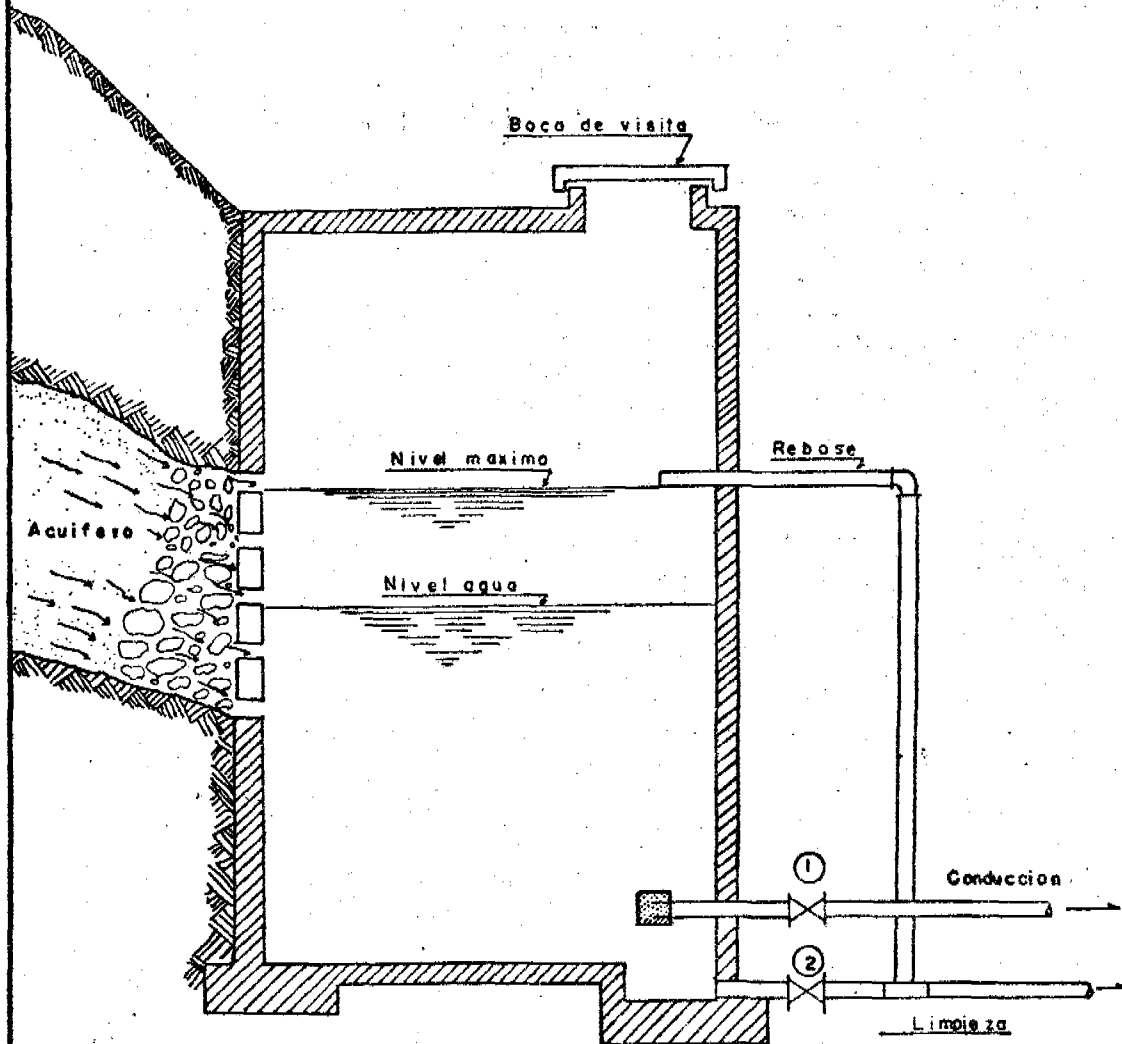 Boca de visita
Nivel maximo
Rebose
Acuifero
Nivel agua
1
Conduccion
2
Limpieza